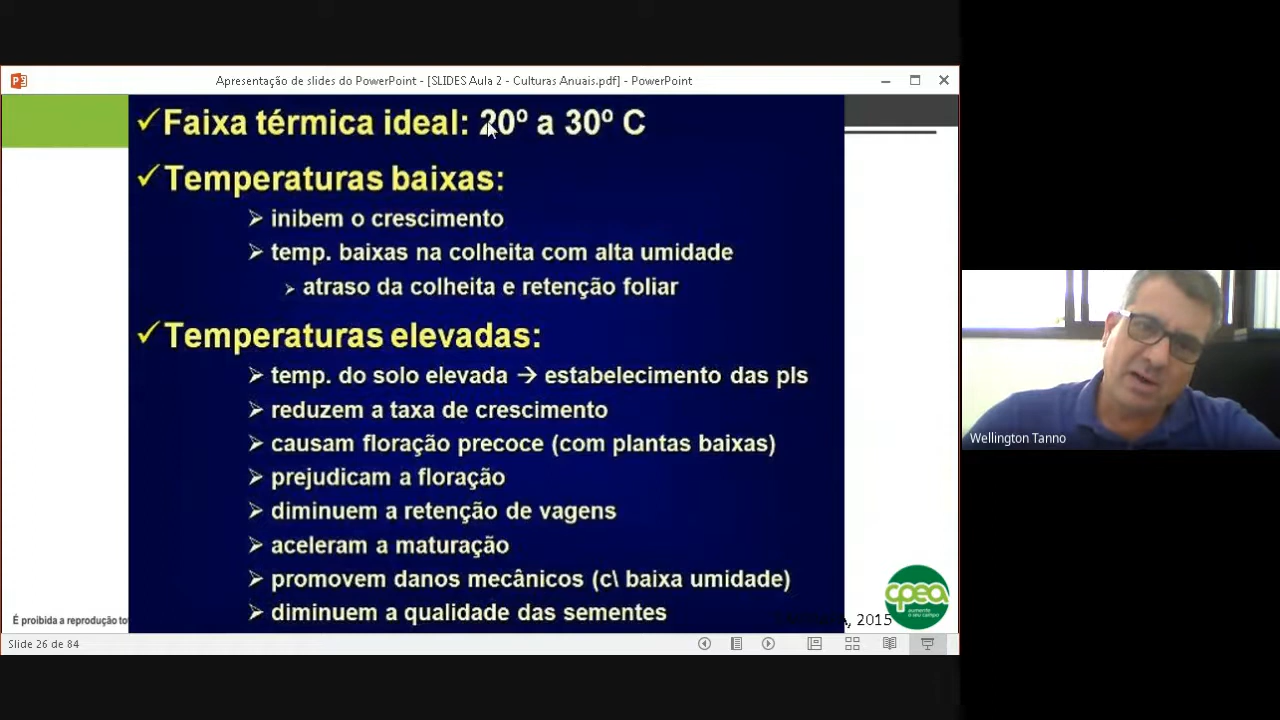 Apresentação de slides do PowerPoint - [SLIDES Aula 2 - Culturas Anuais.pdf] - PowerPoint
Faixa térmica ideal: 20º a 30º C
Temperaturas baixas:
inibem o crescimento
temp. baixas na colheita com alta umidade
atraso da colheita e retenção foliar
Temperaturas elevadas:
temp. do solo elevada → estabelecimento das pls
reduzem a taxa de crescimento
causam floração precoce (com plantas baixas)
prejudicam a floração
diminuem a retenção de vagens
aceleram a maturação
promovem danos mecânicos (c\ baixa umidade)
diminuem a qualidade das sementes
É proibida a reprodução
, 2015
cpea
aumente
o seu campo
Slide 26 de 84
Wellington Tanno